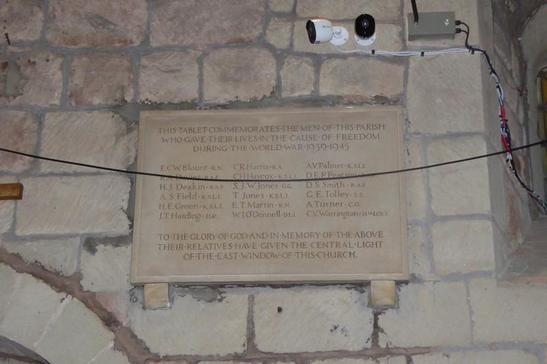 THIS TABLET COMMEMORATES THE MEN OF THIS PARISH
WHO GAVE THEIR LIVES IN THE CAUSE OF FREEDOM
DURING THE WORLD WAR 1939-1945
F.C.W. Blount R.N. T.R. Harris R.A. A.V. Palmer K.S.L.I.
H.J. Deakin R.A.F. S.J.W. Jones D.S. Smith R.A.F.
A.S. Field K.S.L.I. T. Jones K.S.L.I. G.E. Tolley S.S.
H.E. Green K.S.L.I. E.T. Martin R.N. A. Turner
J.T. Harding W.J. O'Donnell D.L.I. C.V. Warrington
TO THE GLORY OF GOD AND IN MEMORY OF THE ABOVE
THEIR RELATIVES HAVE GIVEN THE CENTRAL LIGHT
OF THE EAST WINDOW OF THIS CHURCH.